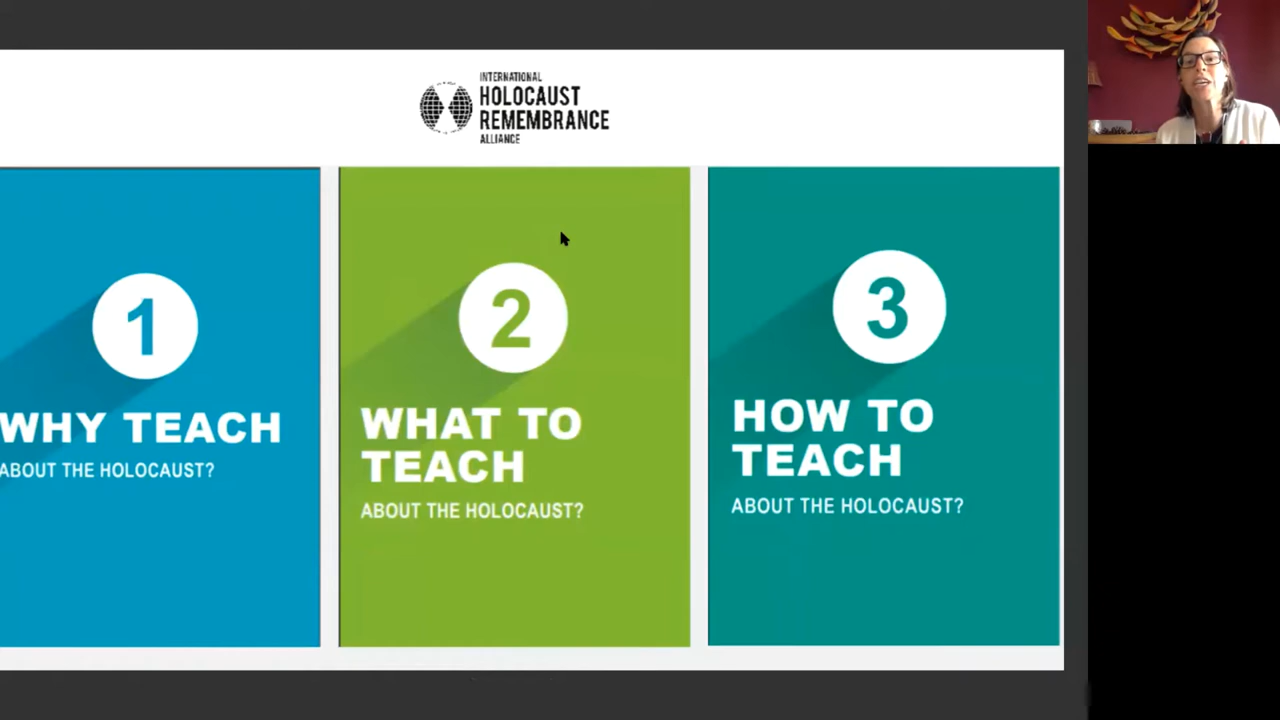 INTERNATIONAL
HOLOCAUST
REMEMBRANCE
ALLIANCE
1
WHY TEACH
ABOUT THE HOLOCAUST?
2
WHAT TO
TEACH
ABOUT THE HOLOCAUST?
3
HOW TO
TEACH
ABOUT THE HOLOCAUST?